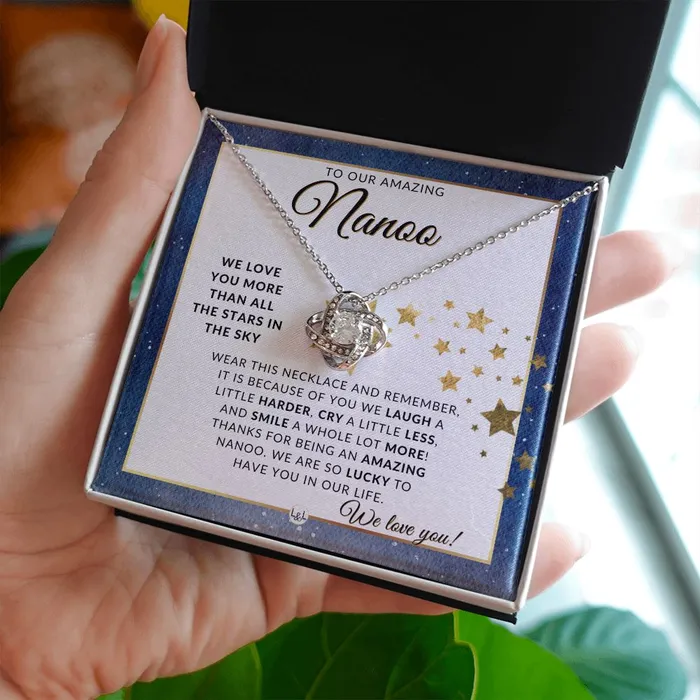 TO OUR AMAZING
Nanoo
WE LOVE
YOU MORE
THAN ALL
THE STARS IN
THE SKY
WEAR THIS NECKLACE AND REMEMBER,
IT IS BECAUSE OF YOU WE LAUGH A
LITTLE HARDER, CRY A LITTLE LESS,
AND SMILE A WHOLE LOT MORE!
THANKS FOR BEING AN AMAZING
NANOO. WE ARE SO LUCKY TO
HAVE YOU IN OUR LIFE.
We love you!
L&L